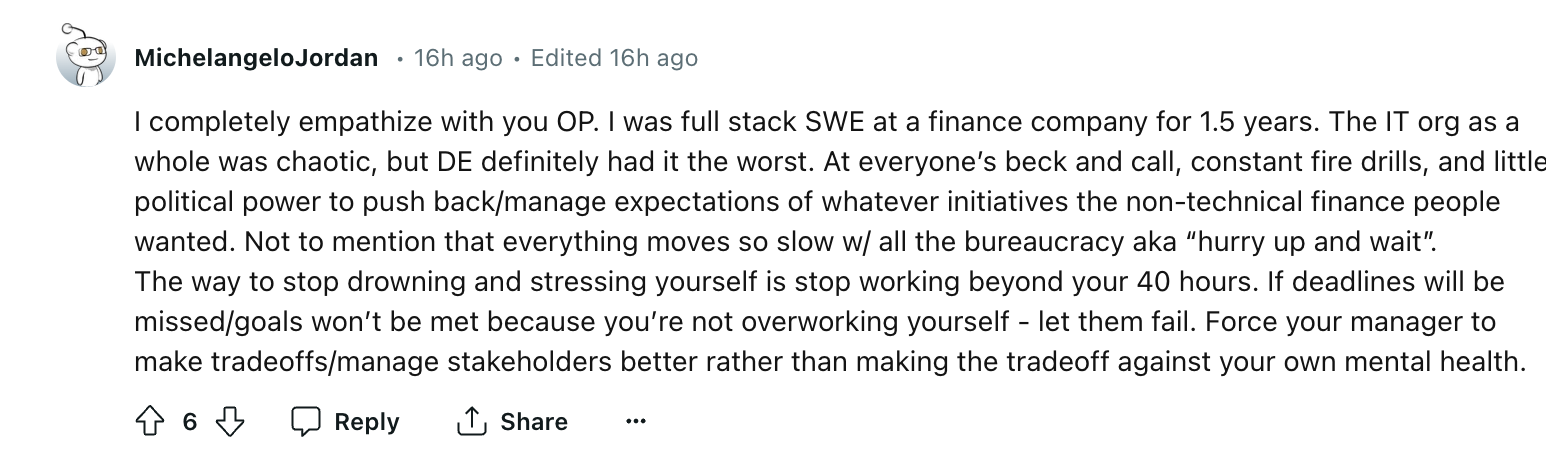 MichelangeloJordan • 16h ago • Edited 16h ago
I completely empathize with you OP. I was full stack SWE at a finance company for 1.5 years. The IT org as a
whole was chaotic, but DE definitely had it the worst. At everyone’s beck and call, constant fire drills, and little
political power to push back/manage expectations of whatever initiatives the non-technical finance people
wanted. Not to mention that everything moves so slow w/ all the bureaucracy aka “hurry up and wait”.
The way to stop drowning and stressing yourself is stop working beyond your 40 hours. If deadlines will be
missed/goals won’t be met because you’re not overworking yourself - let them fail. Force your manager to
make tradeoffs/manage stakeholders better rather than making the tradeoff against your own mental health.
6 Reply Share ...